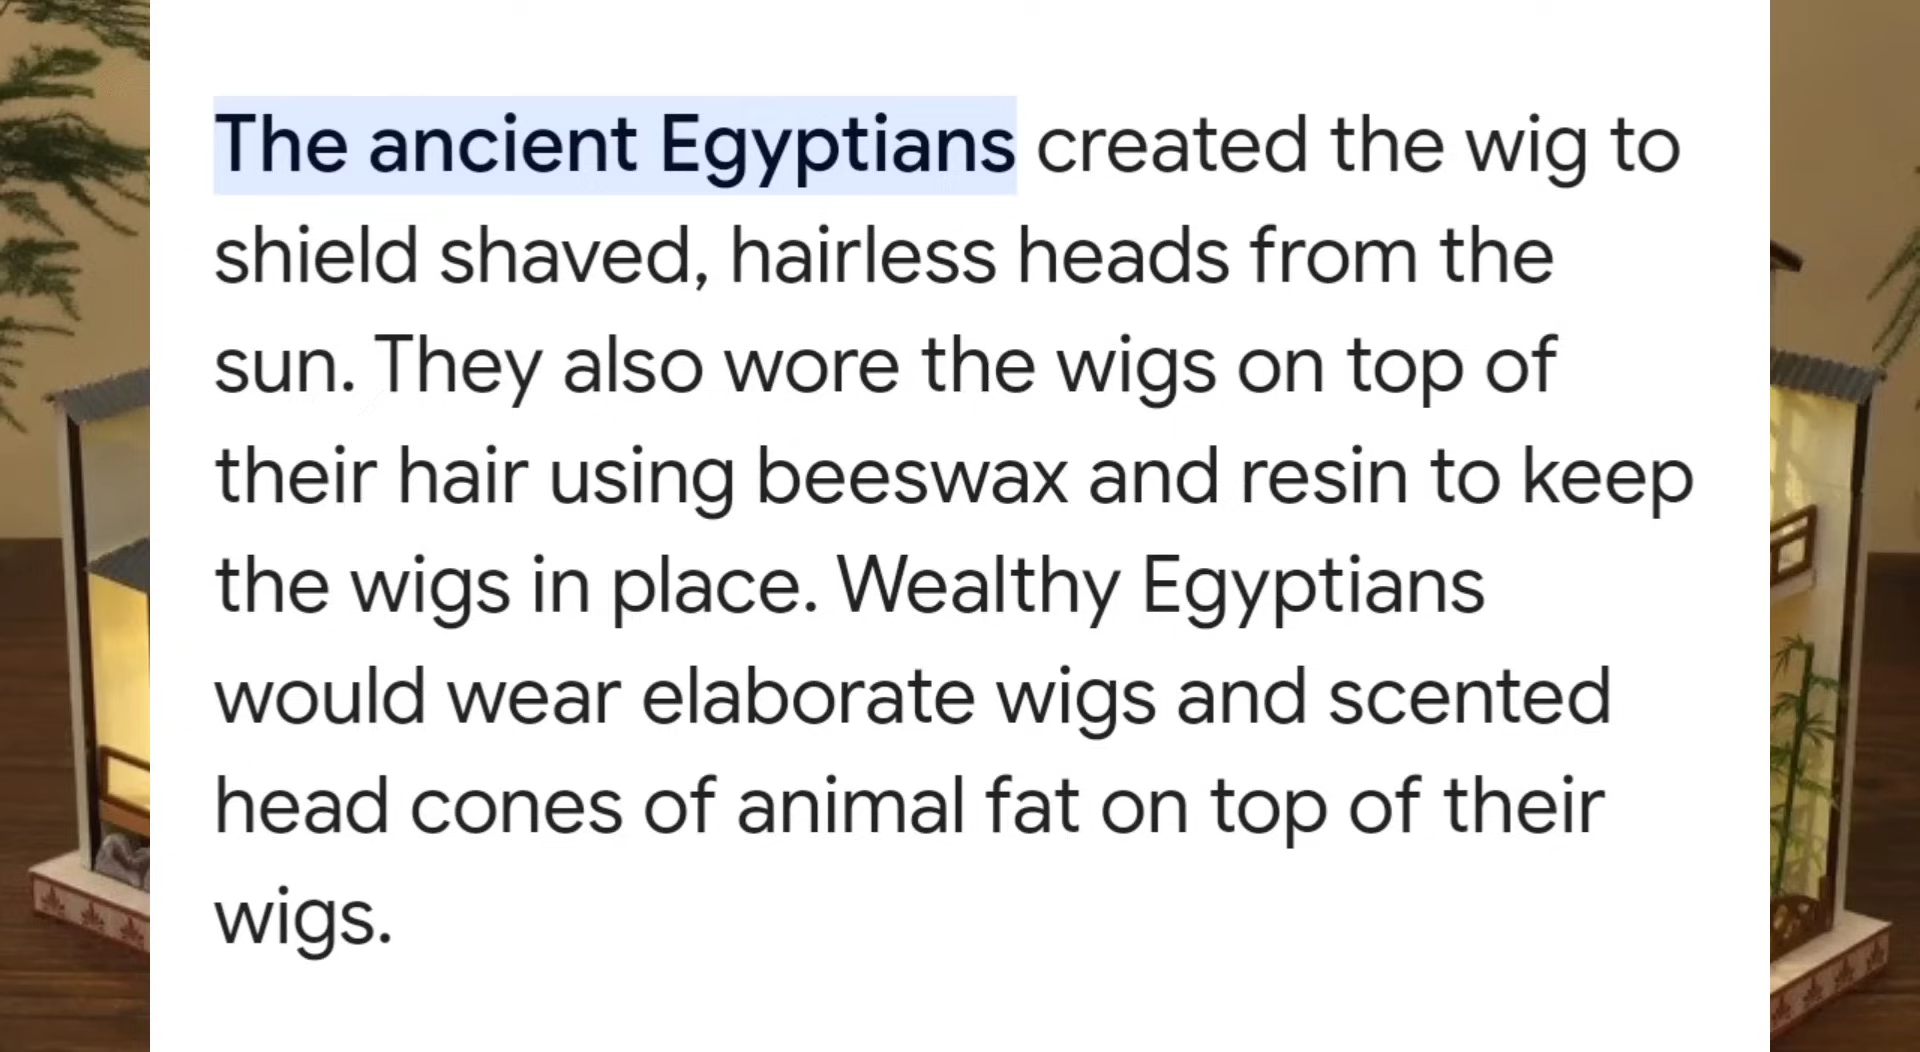 The ancient Egyptians created the wig to
shield shaved, hairless heads from the
sun. They also wore the wigs on top of
their hair using beeswax and resin to keep
the wigs in place. Wealthy Egyptians
would wear elaborate wigs and scented
head cones of animal fat on top of their
wigs.